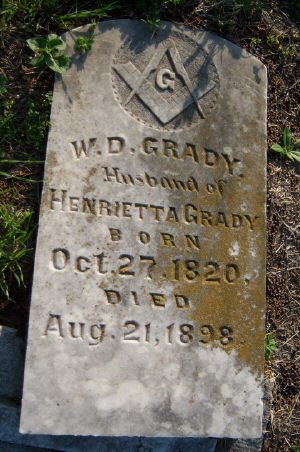 G
W.D. GRADY.
Husband of
HENRIETTA GRADY
BORN
Oct. 27. 1820.
DIED
Aug. 21, 1898.